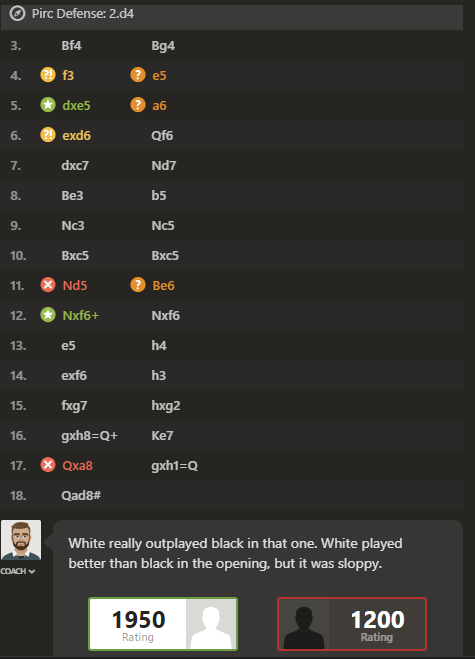 Pirc Defense: 2.d4
3. Bf4 Bg4
4. ?! f3 ? e5
5. dxe5 ? a6
6. ?! exd6 Qf6
7. dxc7 Nd7
8. Be3 b5
9. Nc3 Nc5
10. Bxc5 Bxc5
11. Nd5 ? Be6
12. Nxf6+ Nxf6
13. e5 h4
14. exf6 h3
15. fxg7 hxg2
16. gxh8=Q+ Ke7
17. Qxa8 gxh1=Q
18. Qad8#
White really outplayed black in that one. White played
better than black in the opening, but it was sloppy.
COACH
1950 1200
Rating Rating